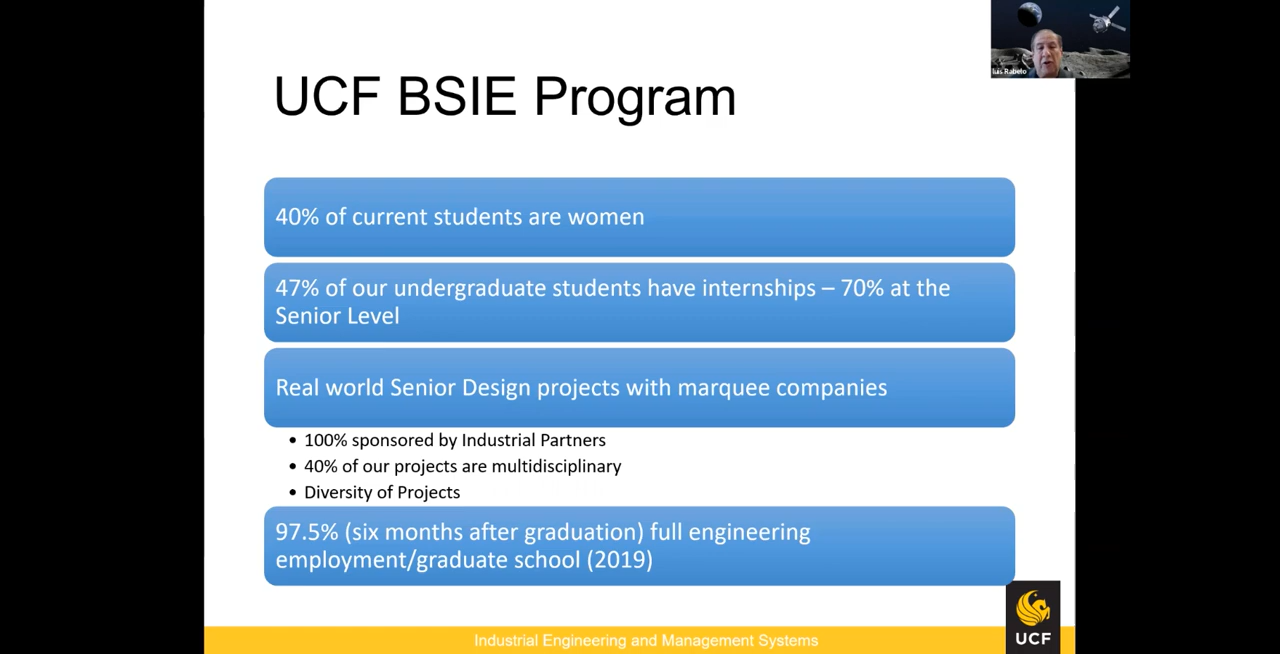 luis Rabelo
UCF BSIE Program
40% of current students are women
47% of our undergraduate students have internships – 70% at the
Senior Level
Real world Senior Design projects with marquee companies
• 100% sponsored by Industrial Partners
• 40% of our projects are multidisciplinary
• Diversity of Projects
97.5% (six months after graduation) full engineering
employment/graduate school (2019)
UCF
Industrial Engineering and Management Systems